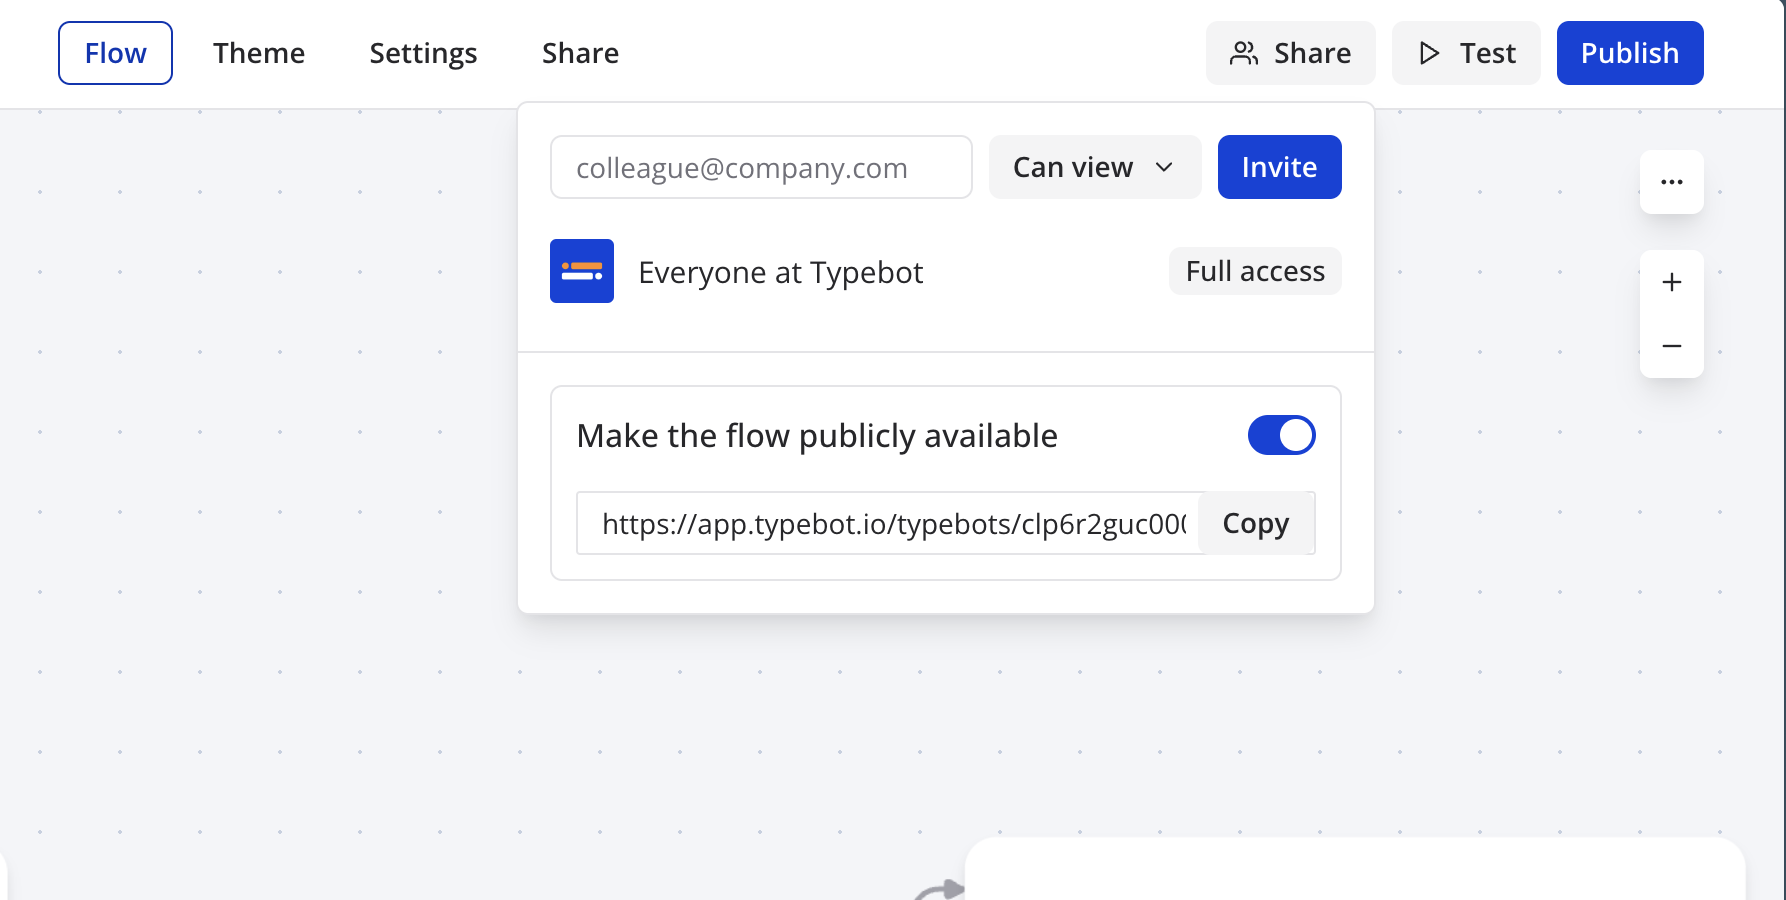 Flow Theme Settings Share Share Test Publish
colleague@company.com Can view Invite
Everyone at Typebot Full access
Make the flow publicly available
https://app.typebot.io/typebots/clp6r2guc00 Copy